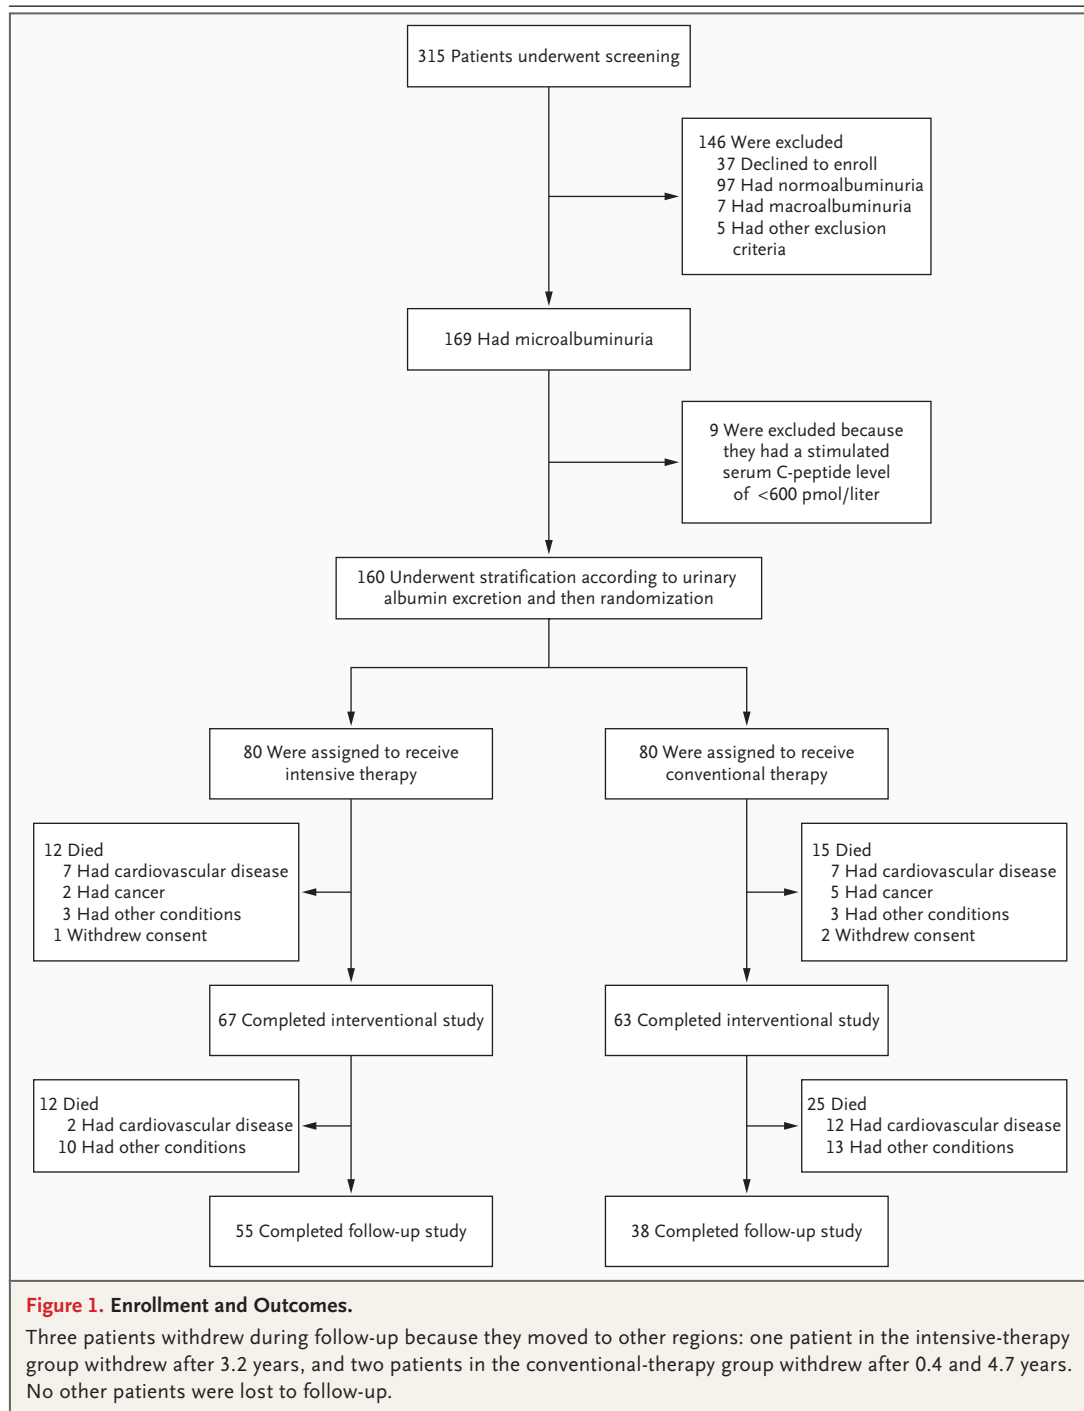 315 Patients underwent screening
146 Were excluded
37 Declined to enroll
97 Had normoalbuminuria
7 Had macroalbuminuria
5 Had other exclusion
criteria
169 Had microalbuminuria
9 Were excluded because
they had a stimulated
serum C-peptide level
of <600 pmol/liter
160 Underwent stratification according to urinary
albumin excretion and then randomization
80 Were assigned to receive
intensive therapy
80 Were assigned to receive
conventional therapy
12 Died
7 Had cardiovascular disease
2 Had cancer
3 Had other conditions
1 Withdrew consent
15 Died
7 Had cardiovascular disease
5 Had cancer
3 Had other conditions
2 Withdrew consent
67 Completed interventional study
63 Completed interventional study
12 Died
2 Had cardiovascular disease
10 Had other conditions
25 Died
12 Had cardiovascular disease
13 Had other conditions
55 Completed follow-up study
38 Completed follow-up study
Figure 1. Enrollment and Outcomes.
Three patients withdrew during follow-up because they moved to other regions: one patient in the intensive-therapy
group withdrew after 3.2 years, and two patients in the conventional-therapy group withdrew after 0.4 and 4.7 years.
No other patients were lost to follow-up.